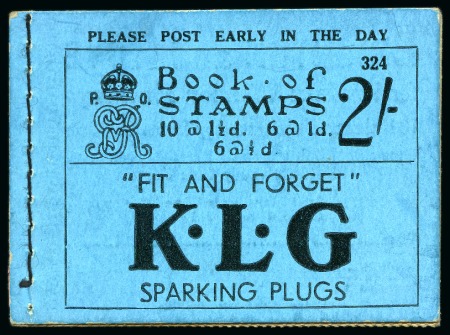 PLEASE POST EARLY IN THE DAY
324
P. O.
Book · of
STAMPS
2/-
10 @ 1½d. 6 @ 1d.
6 @ ½d.
"FIT AND FORGET"
K·L·G
SPARKING PLUGS